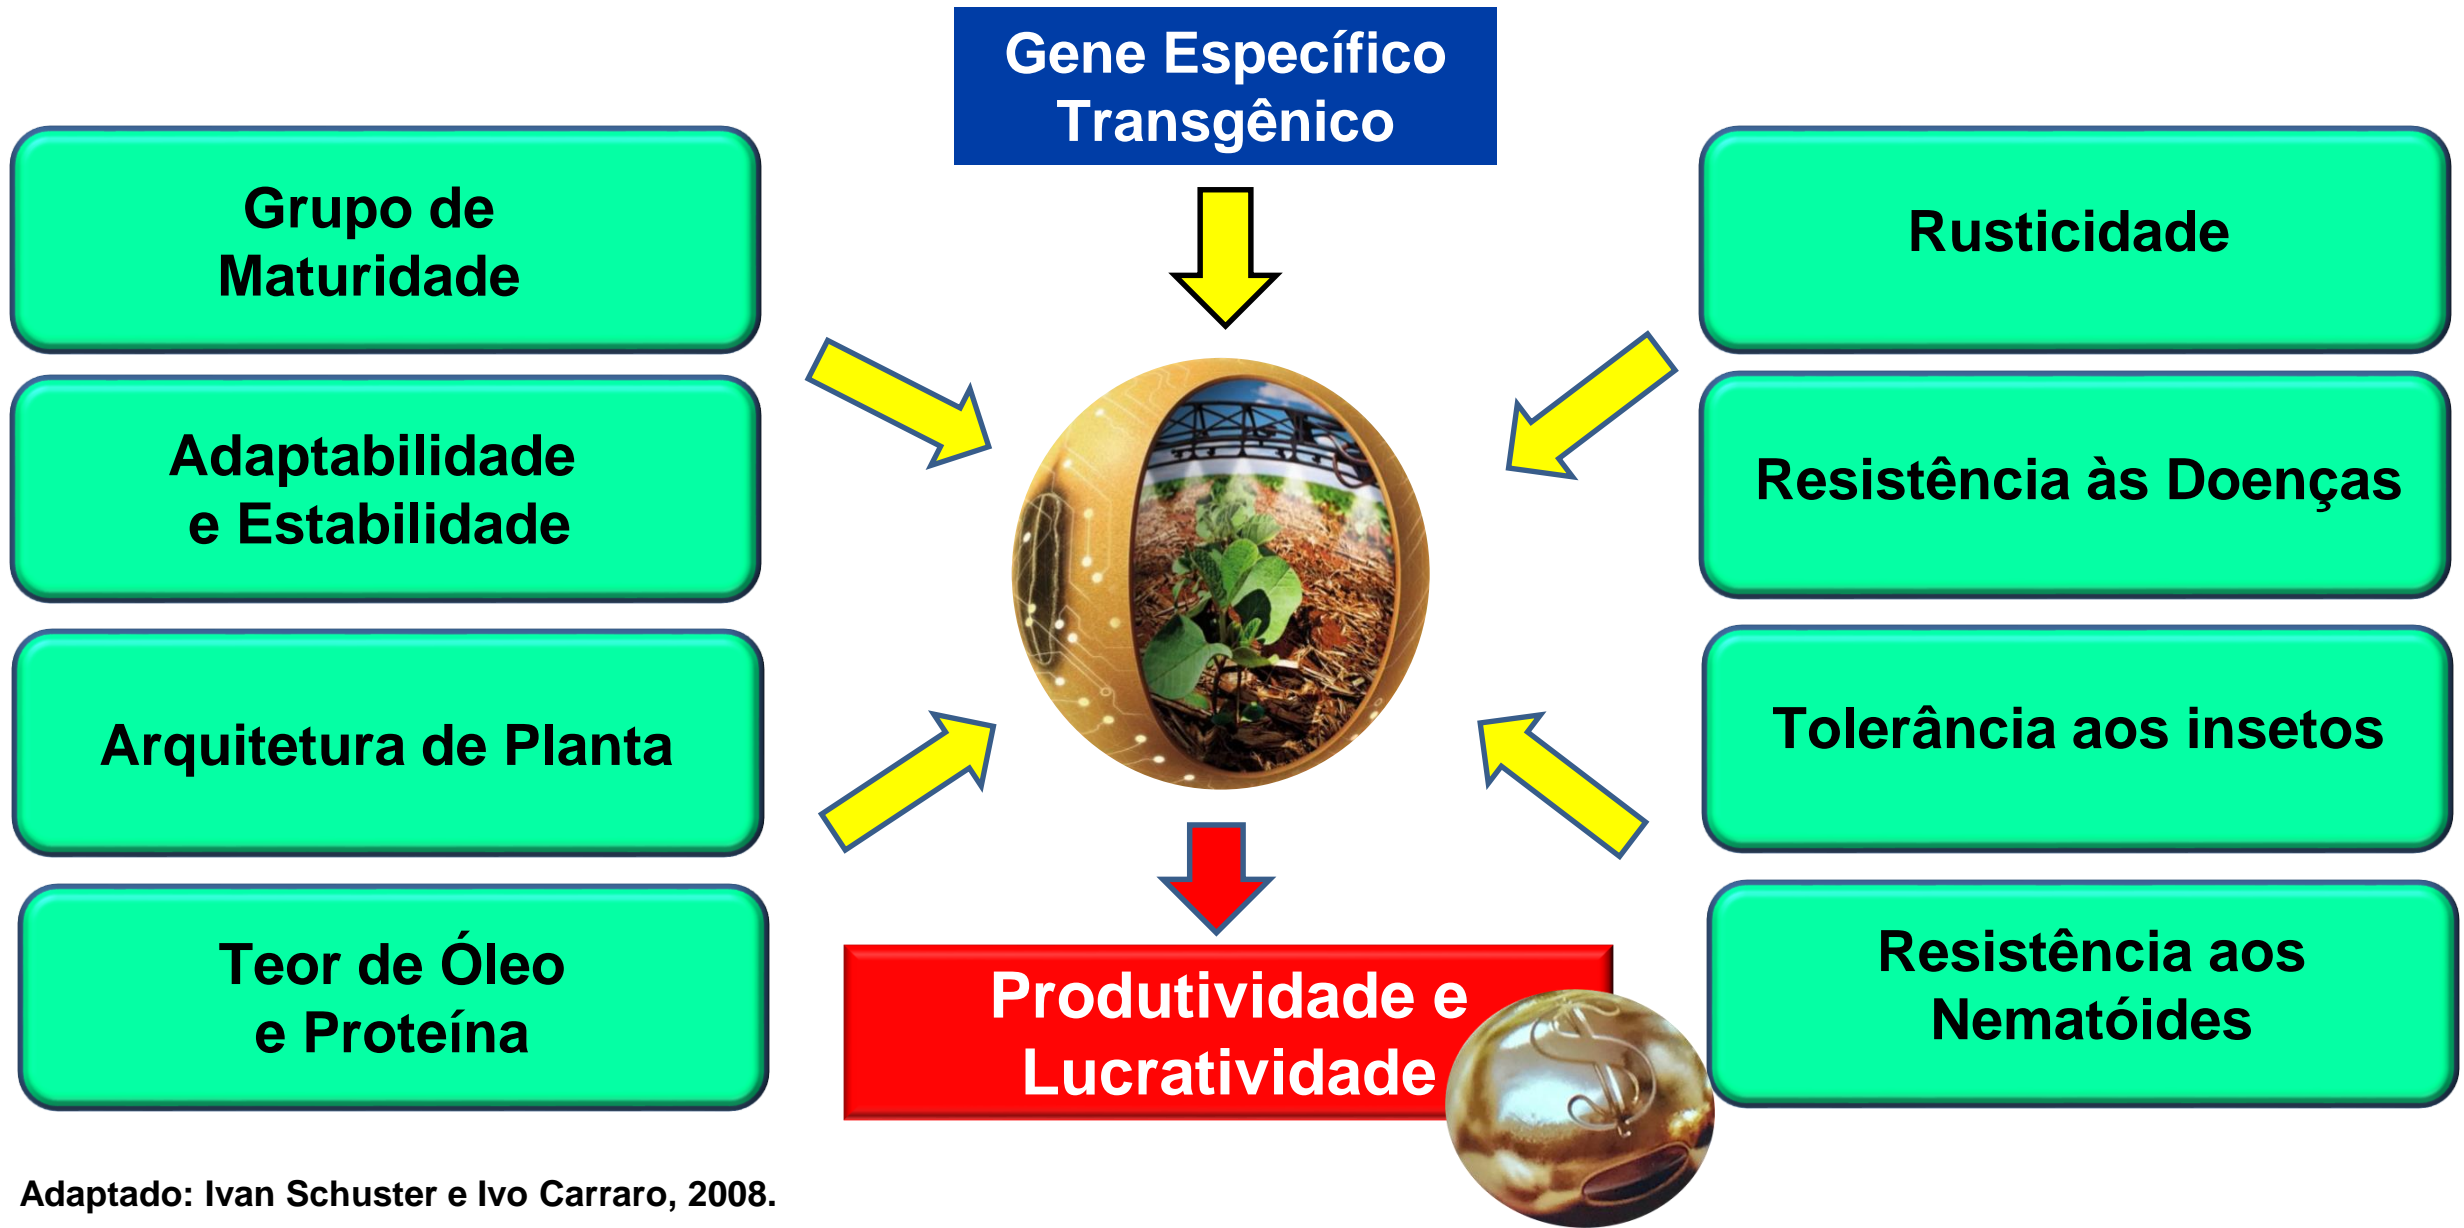 Gene Específico
Transgênico
Grupo de
Maturidade
Adaptabilidade
e Estabilidade
Arquitetura de Planta
Teor de Óleo
e Proteína
Rusticidade
Resistência às Doenças
Tolerância aos insetos
Resistência aos
Nematóides
Produtividade e
Lucratividade
$
Adaptado: Ivan Schuster e Ivo Carraro, 2008.